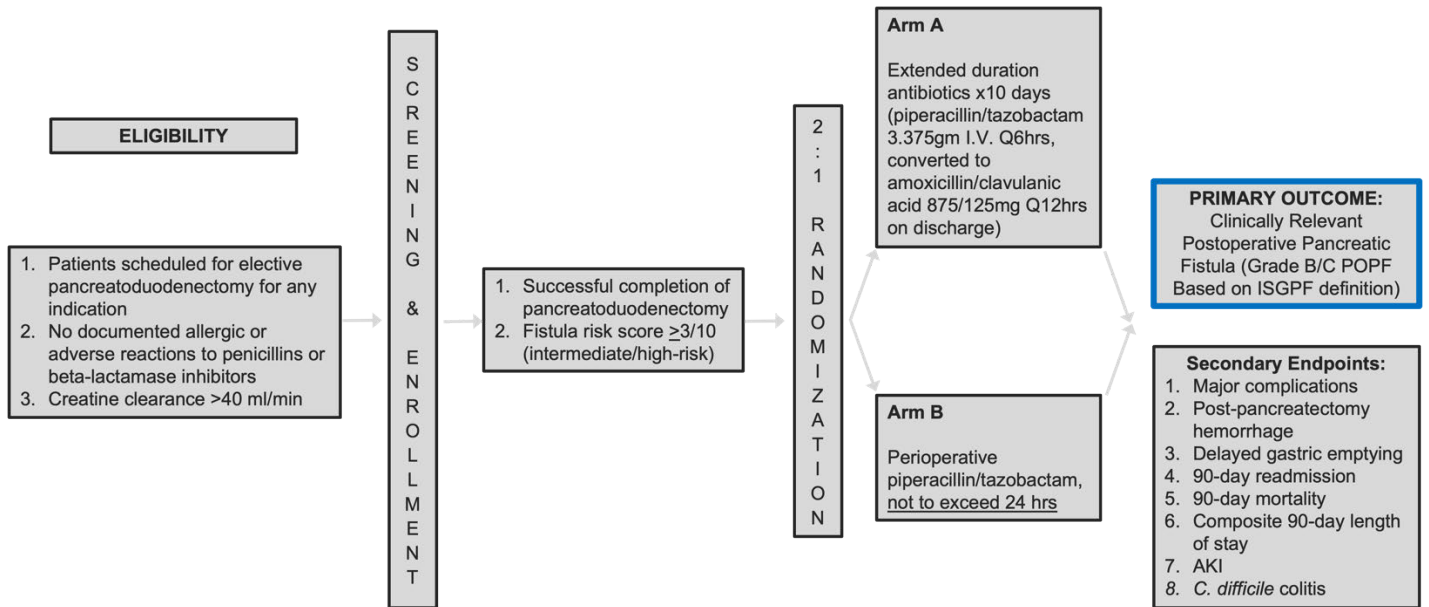 ELIGIBILITY
1. Patients scheduled for elective
pancreatoduodenectomy for any
indication
2. No documented allergic or
adverse reactions to penicillins or
beta-lactamase inhibitors
3. Creatine clearance >40 ml/min
SCREENING & ENROLLMENT
1. Successful completion of
pancreatoduodenectomy
2. Fistula risk score ≥3/10
(intermediate/high-risk)
2:1 RANDOMIZATION
Arm A
Extended duration
antibiotics x10 days
(piperacillin/tazobactam
3.375gm I.V. Q6hrs,
converted to
amoxicillin/clavulanic
acid 875/125mg Q12hrs
on discharge)
Arm B
Perioperative
piperacillin/tazobactam,
not to exceed 24 hrs
PRIMARY OUTCOME:
Clinically Relevant
Postoperative Pancreatic
Fistula (Grade B/C POPF
Based on ISGPF definition)
Secondary Endpoints:
1. Major complications
2. Post-pancreatectomy
hemorrhage
3. Delayed gastric emptying
4. 90-day readmission
5. 90-day mortality
6. Composite 90-day length
of stay
7. AKI
8. C. difficile colitis